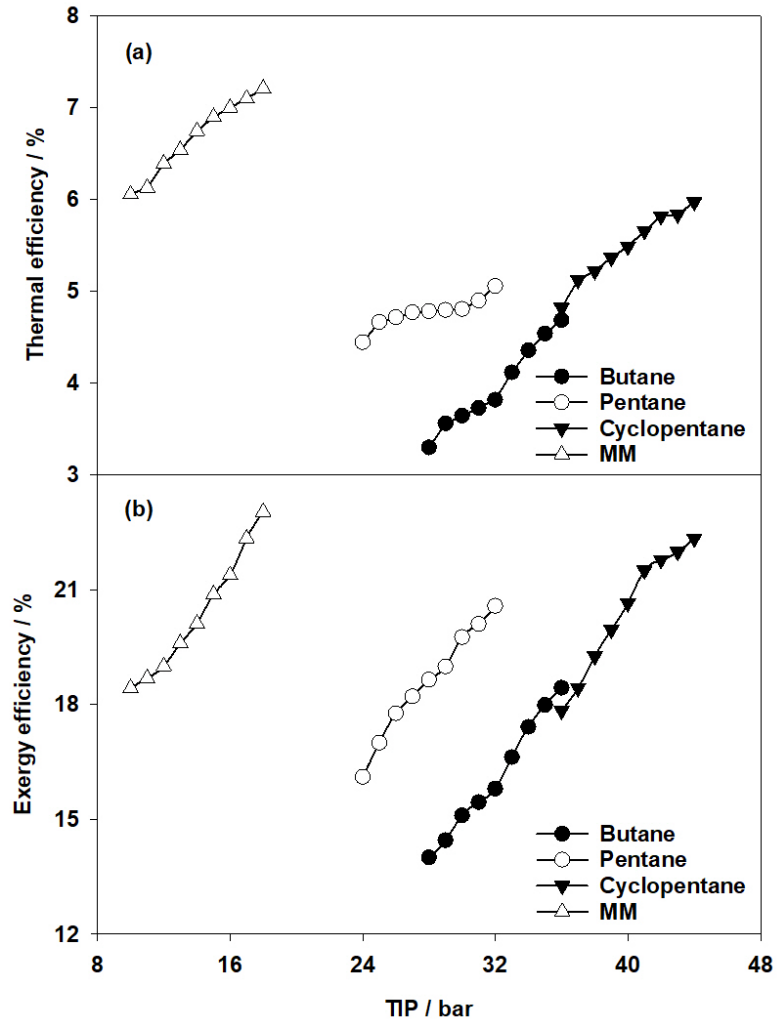 8
(a)
7
6
5
4
3
Thermal efficiency / %
Butane
Pentane
Cyclopentane
MM
(b)
21
18
15
12
Exergy efficiency / %
Butane
Pentane
Cyclopentane
MM
8 16 24 32 40 48
TIP / bar